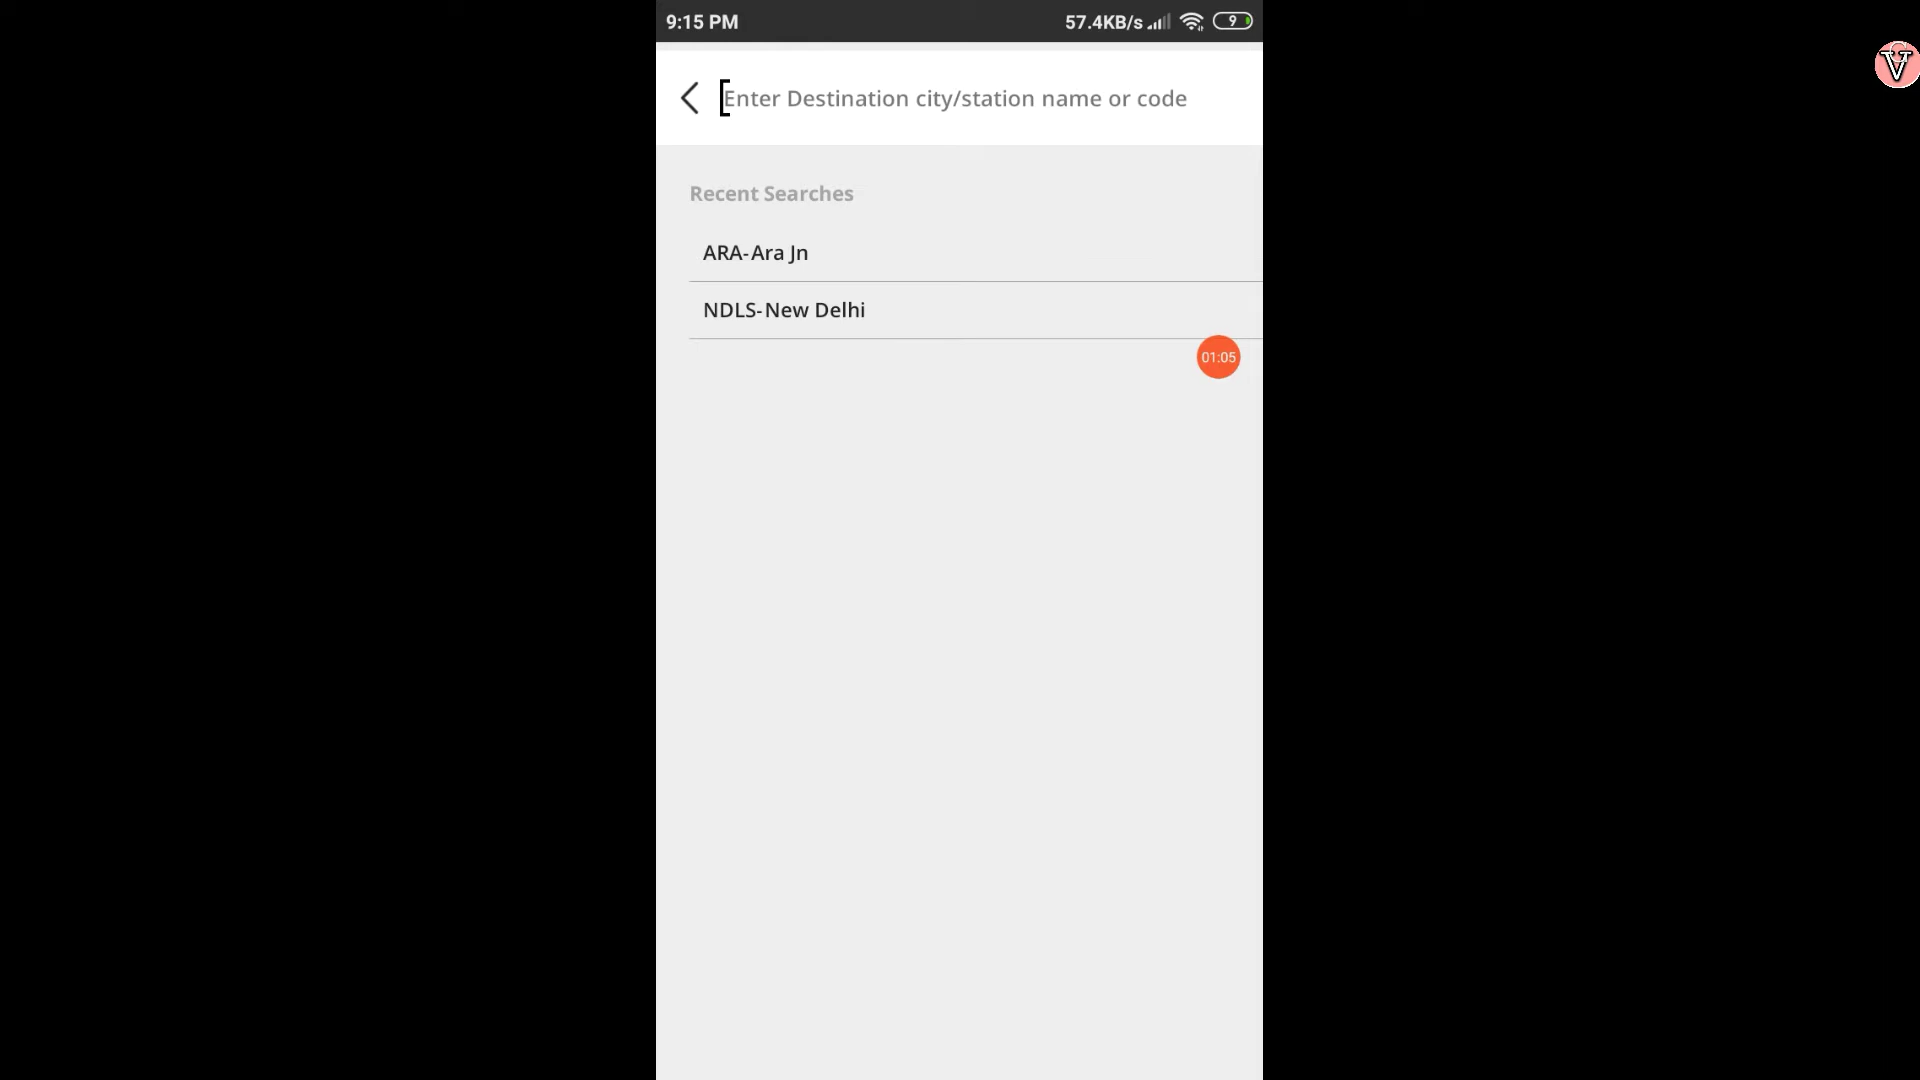 9:15 PM 57.4KB/s 9
Enter Destination city/station name or code
Recent Searches
ARA-Ara Jn
NDLS-New Delhi
01:05
V